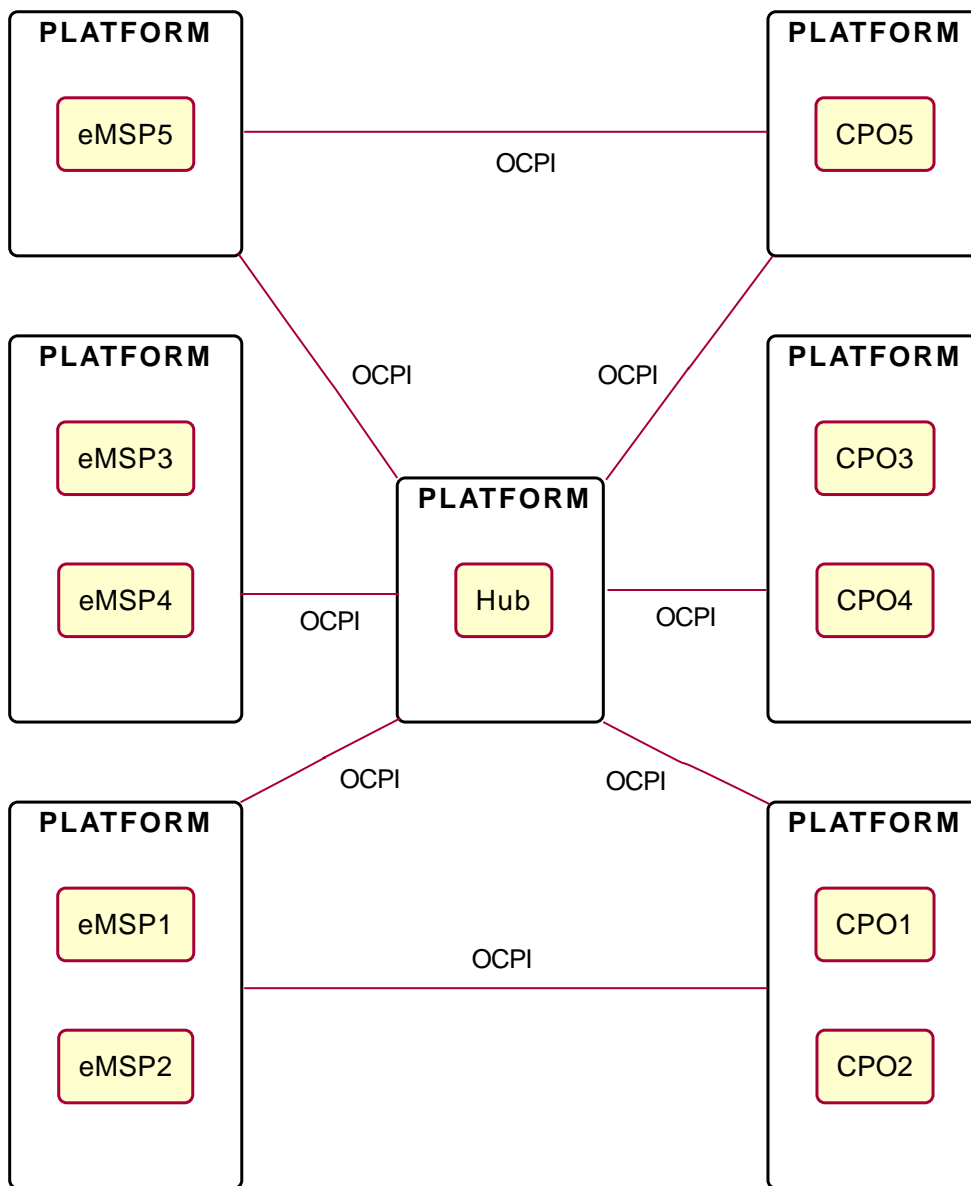 PLATFORM
eMSP5
PLATFORM
CPO5
OCPI
OCPI
OCPI
PLATFORM
eMSP3
eMSP4
PLATFORM
Hub
PLATFORM
CPO3
CPO4
OCPI
OCPI
OCPI
OCPI
PLATFORM
eMSP1
eMSP2
PLATFORM
CPO1
CPO2
OCPI